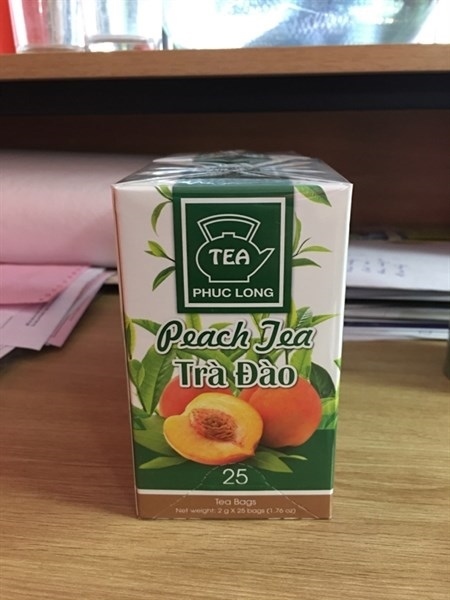 TEA
PHUC LONG
Peach Tea
Trà Đào
25
Tea Bags
Net weight: 2 g X 25 bags (1.76 oz)